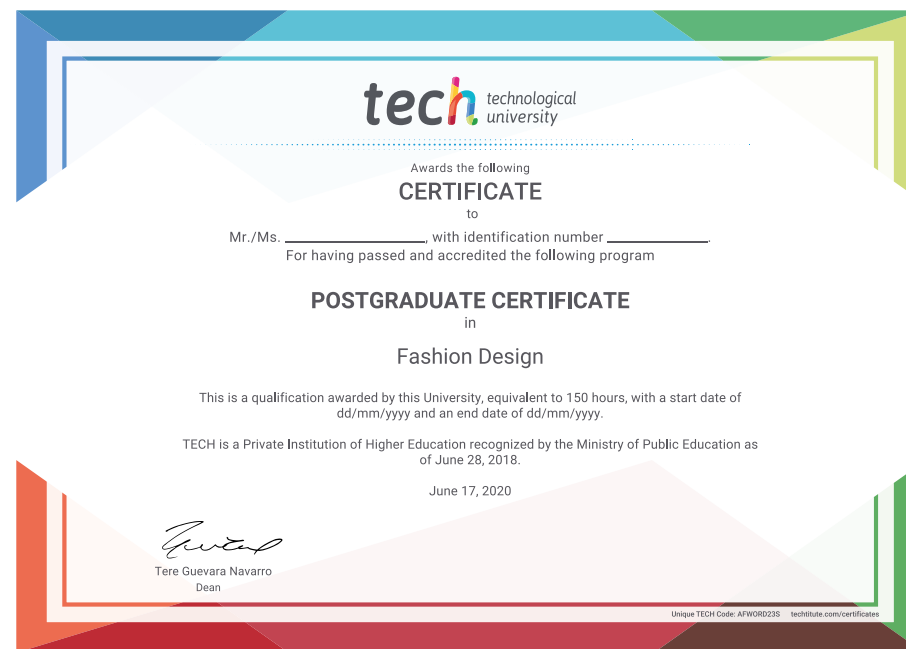 tech technological
university
Awards the following
CERTIFICATE
to
Mr./Ms. ____________________, with identification number ______________.
For having passed and accredited the following program
POSTGRADUATE CERTIFICATE
in
Fashion Design
This is a qualification awarded by this University, equivalent to 150 hours, with a start date of
dd/mm/yyyy and an end date of dd/mm/yyyy.
TECH is a Private Institution of Higher Education recognized by the Ministry of Public Education as
of June 28, 2018.
June 17, 2020
Tere Guevara Navarro
Dean
Unique TECH Code: AFWORD23S techtitute.com/certificates